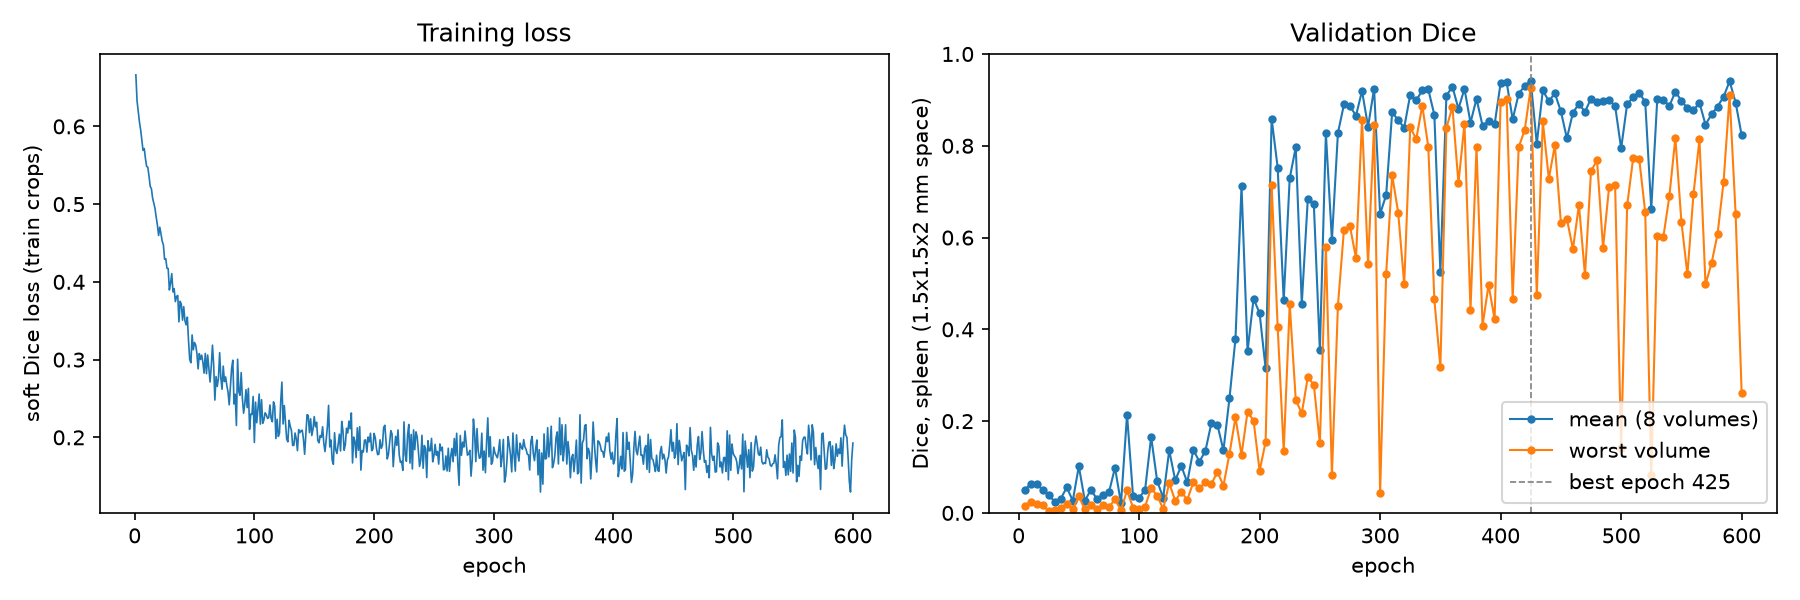 Training loss
soft Dice loss (train crops)
0.6
0.5
0.4
0.3
0.2
0 100 200 300 400 500 600
epoch
Validation Dice
Dice, spleen (1.5x1.5x2 mm space)
1.0
0.8
0.6
0.4
0.2
0.0
mean (8 volumes)
worst volume
best epoch 425
0 100 200 300 400 500 600
epoch